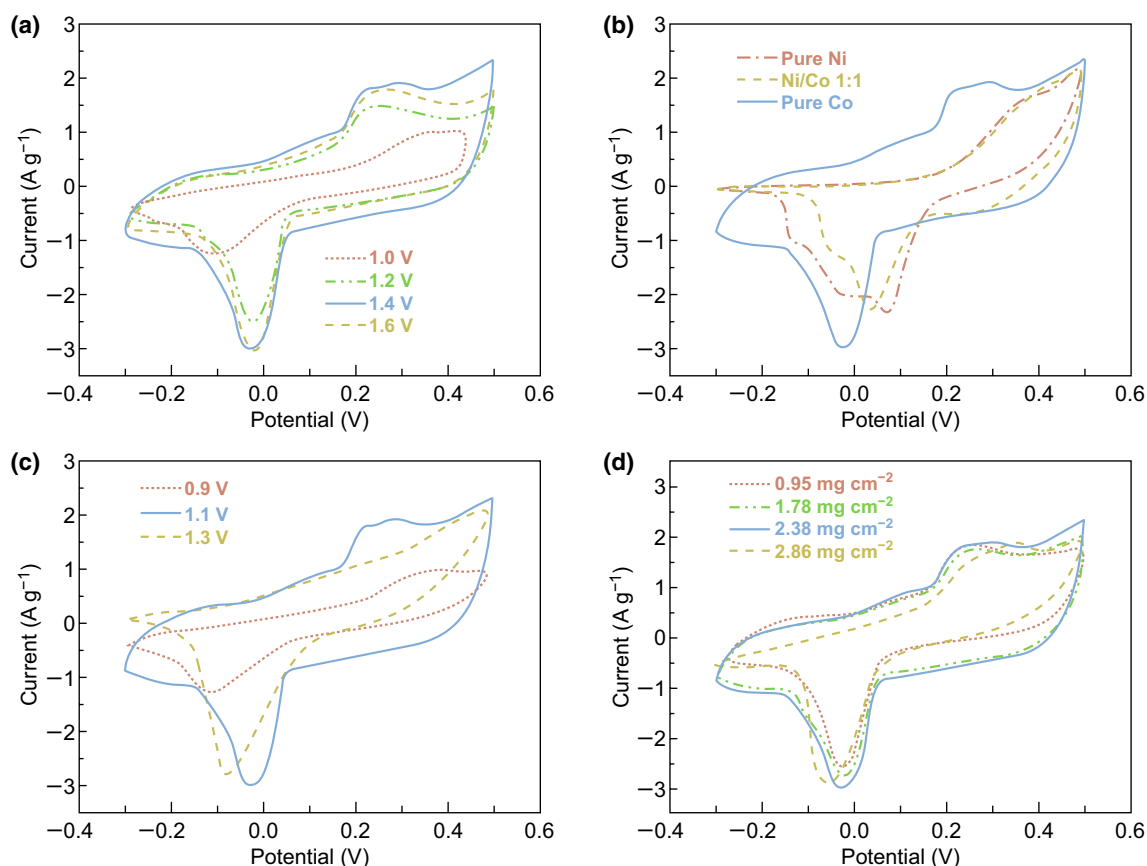 (a)
3
2
1
0
−1
−2
−3
Current (A g⁻¹)
1.0 V
1.2 V
1.4 V
1.6 V
−0.4 −0.2 0.0 0.2 0.4 0.6
Potential (V)
(b)
3
2
1
0
−1
−2
−3
Current (A g⁻¹)
Pure Ni
Ni/Co 1:1
Pure Co
−0.4 −0.2 0.0 0.2 0.4 0.6
Potential (V)
(c)
3
2
1
0
−1
−2
−3
Current (A g⁻¹)
0.9 V
1.1 V
1.3 V
−0.4 −0.2 0.0 0.2 0.4 0.6
Potential (V)
(d)
3
2
1
0
−1
−2
−3
Current (A g⁻¹)
0.95 mg cm⁻²
1.78 mg cm⁻²
2.38 mg cm⁻²
2.86 mg cm⁻²
−0.4 −0.2 0.0 0.2 0.4 0.6
Potential (V)